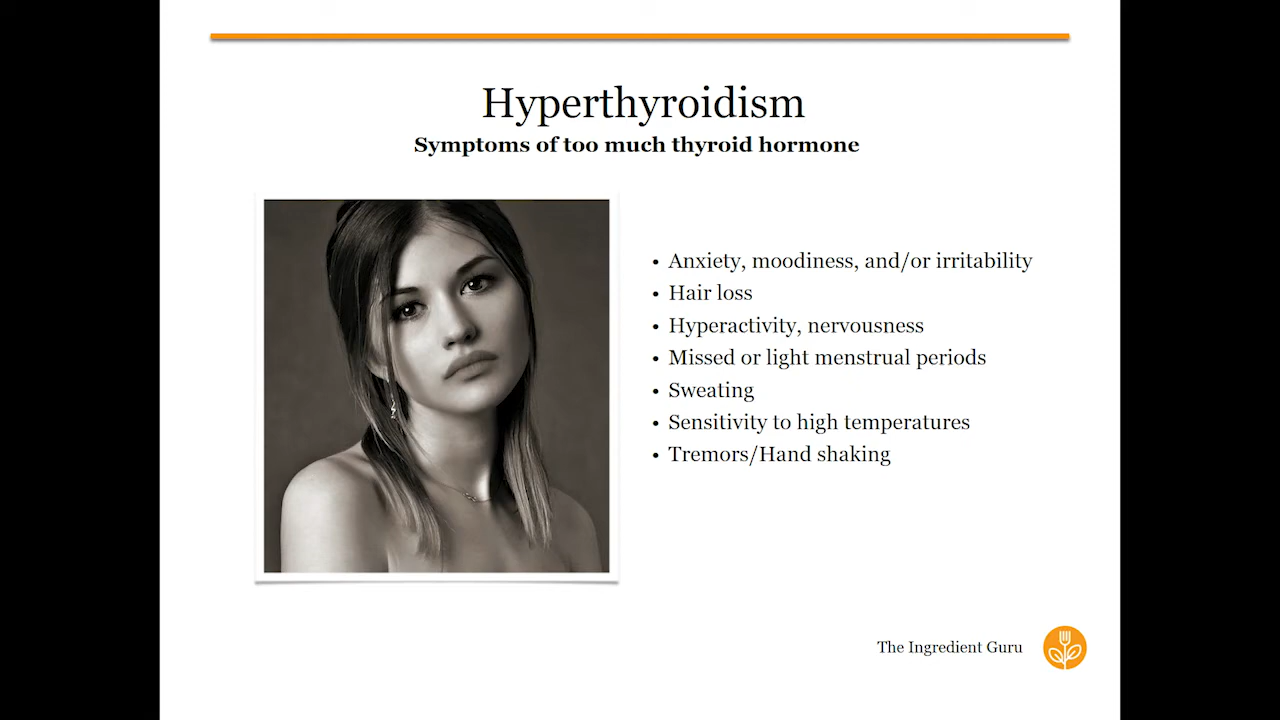 Hyperthyroidism
Symptoms of too much thyroid hormone
• Anxiety, moodiness, and/or irritability
• Hair loss
• Hyperactivity, nervousness
• Missed or light menstrual periods
• Sweating
• Sensitivity to high temperatures
• Tremors/Hand shaking
The Ingredient Guru